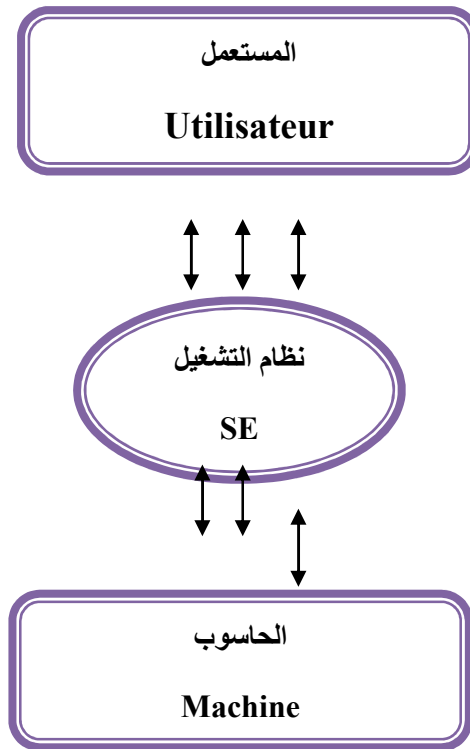 المستعمل
Utilisateur
نظام التشغيل
SE
الحاسوب
Machine